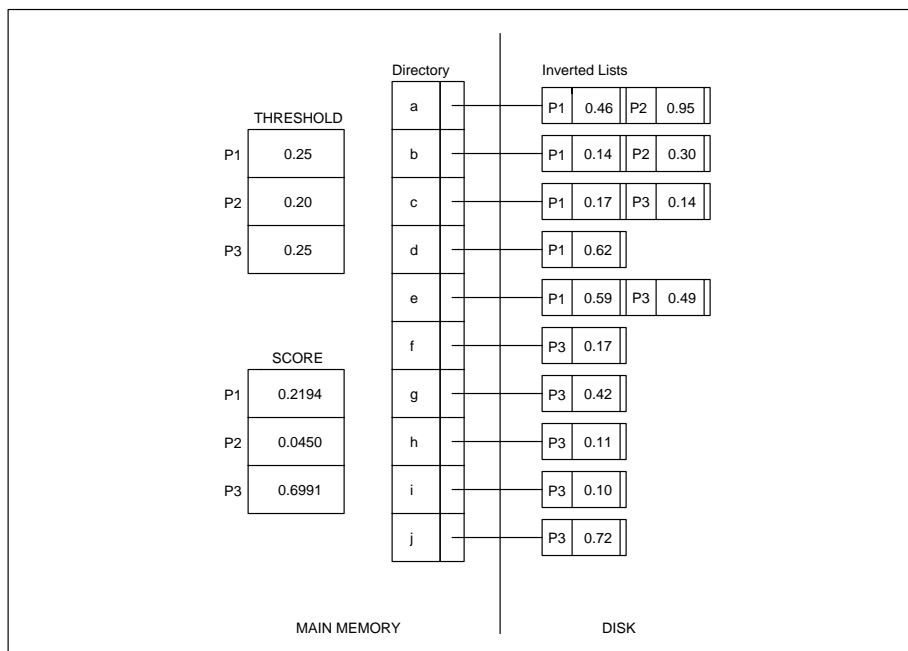 Directory
Inverted Lists
a
P1 0.46 P2 0.95
THRESHOLD
P1 0.25
b
P1 0.14 P2 0.30
P2 0.20
c
P1 0.17 P3 0.14
P3 0.25
d
P1 0.62
e
P1 0.59 P3 0.49
f
P3 0.17
SCORE
P1 0.2194
g
P3 0.42
P2 0.0450
h
P3 0.11
P3 0.6991
i
P3 0.10
j
P3 0.72
MAIN MEMORY
DISK